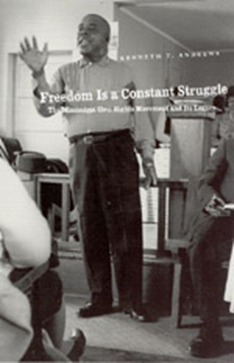 KENNETH T. ANDREWS
Freedom Is a Constant Struggle
The Mississippi Civil Rights Movement and Its Legacy